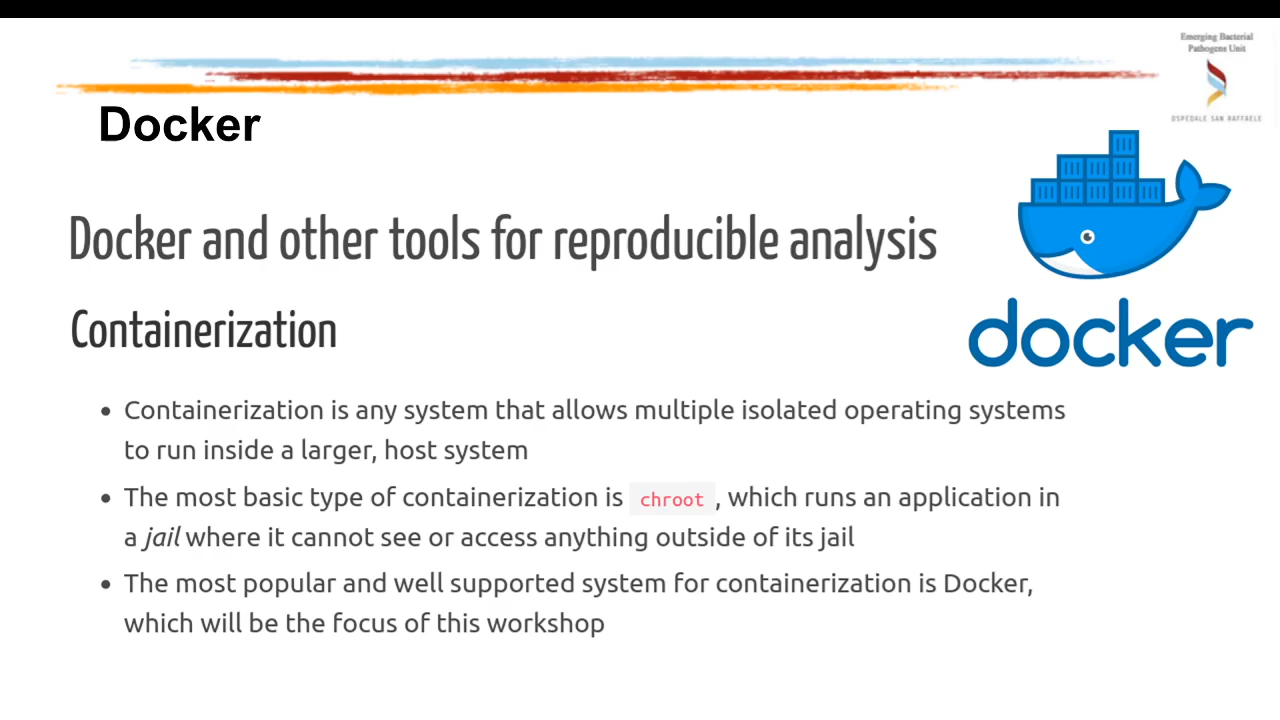 Emerging Bacterial
Pathogens Unit
OSPEDALE SAN RAFFAELE
Docker
docker
Docker and other tools for reproducible analysis
Containerization
• Containerization is any system that allows multiple isolated operating systems
to run inside a larger, host system
• The most basic type of containerization is chroot , which runs an application in
a jail where it cannot see or access anything outside of its jail
• The most popular and well supported system for containerization is Docker,
which will be the focus of this workshop